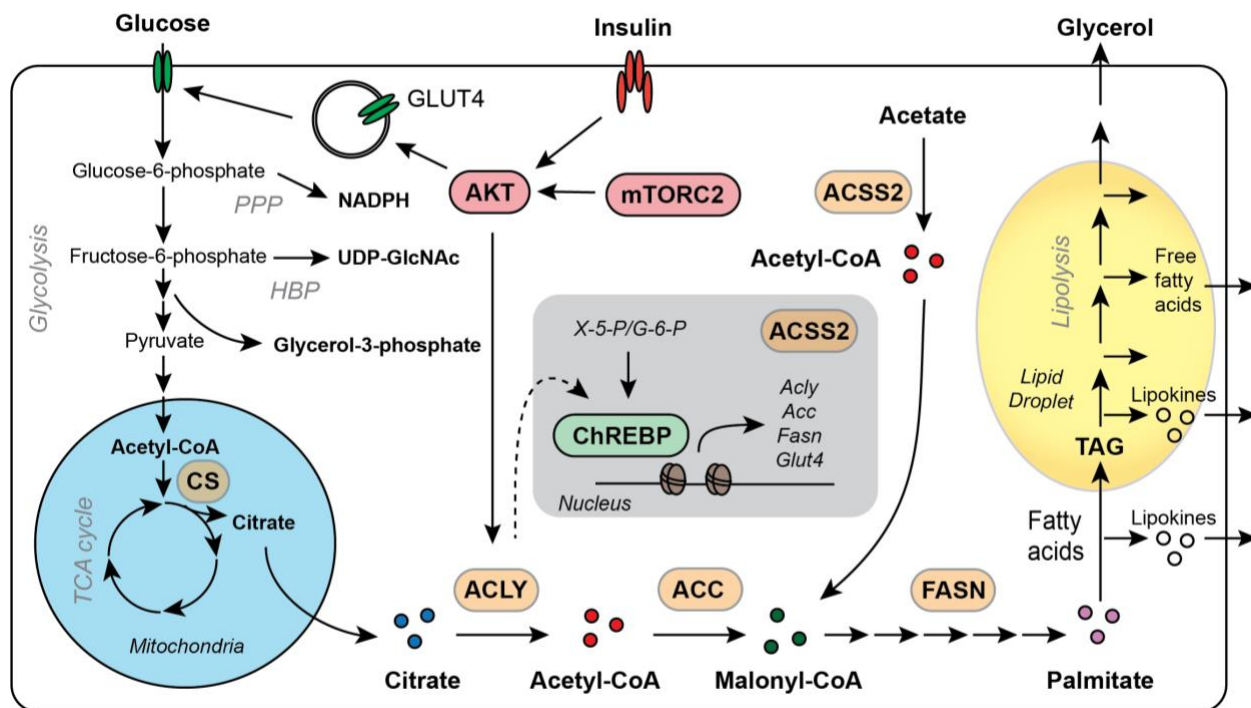 Glucose
Insulin
Glycerol
GLUT4
Acetate
Glucose-6-phosphate
PPP
NADPH
AKT
mTORC2
ACSS2
Glycolysis
Fructose-6-phosphate
HBP
UDP-GlcNAc
Acetyl-CoA
Lipolysis
Free
fatty
acids
Pyruvate
Glycerol-3-phosphate
X-5-P/G-6-P
ACSS2
Acly
Acc
Fasn
Glut4
ChREBP
Nucleus
Lipid
Droplet
Lipokines
TAG
Acetyl-CoA
CS
Citrate
TCA cycle
Mitochondria
Fatty
acids
Lipokines
ACLY
ACC
FASN
Citrate
Acetyl-CoA
Malonyl-CoA
Palmitate